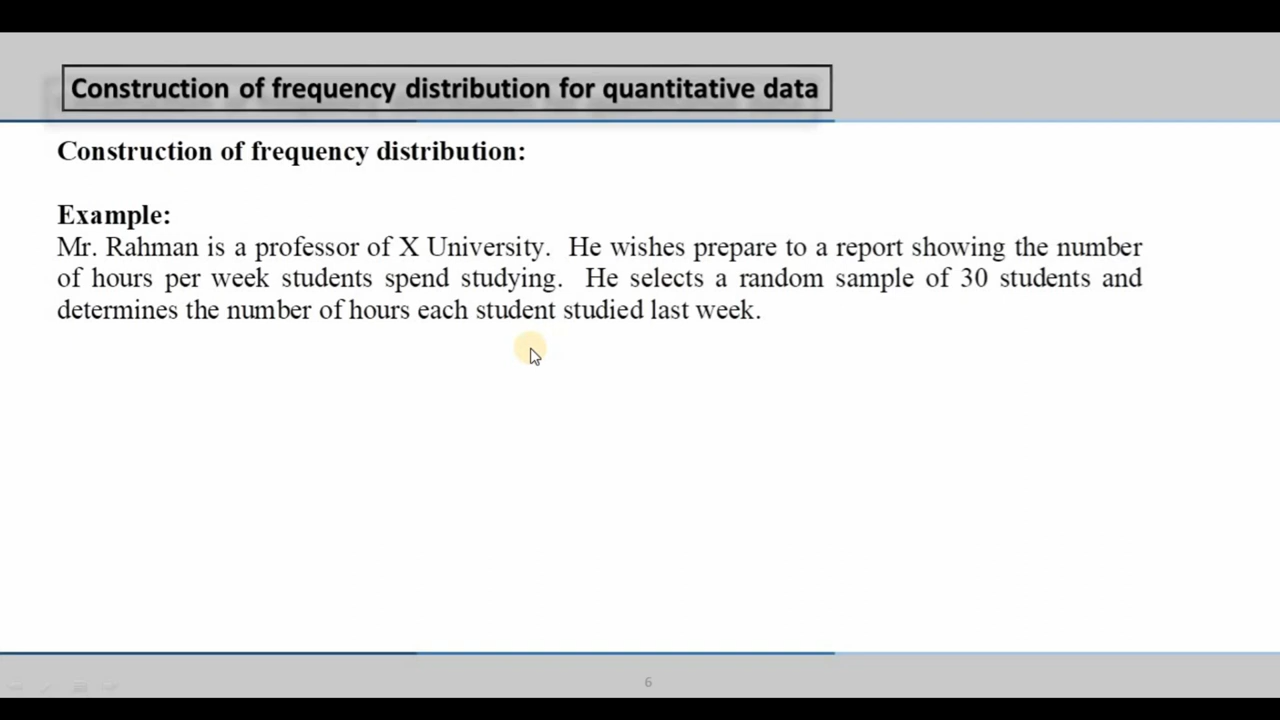 Construction of frequency distribution for quantitative data
Construction of frequency distribution:
Example:
Mr. Rahman is a professor of X University. He wishes prepare to a report showing the number
of hours per week students spend studying. He selects a random sample of 30 students and
determines the number of hours each student studied last week.
6